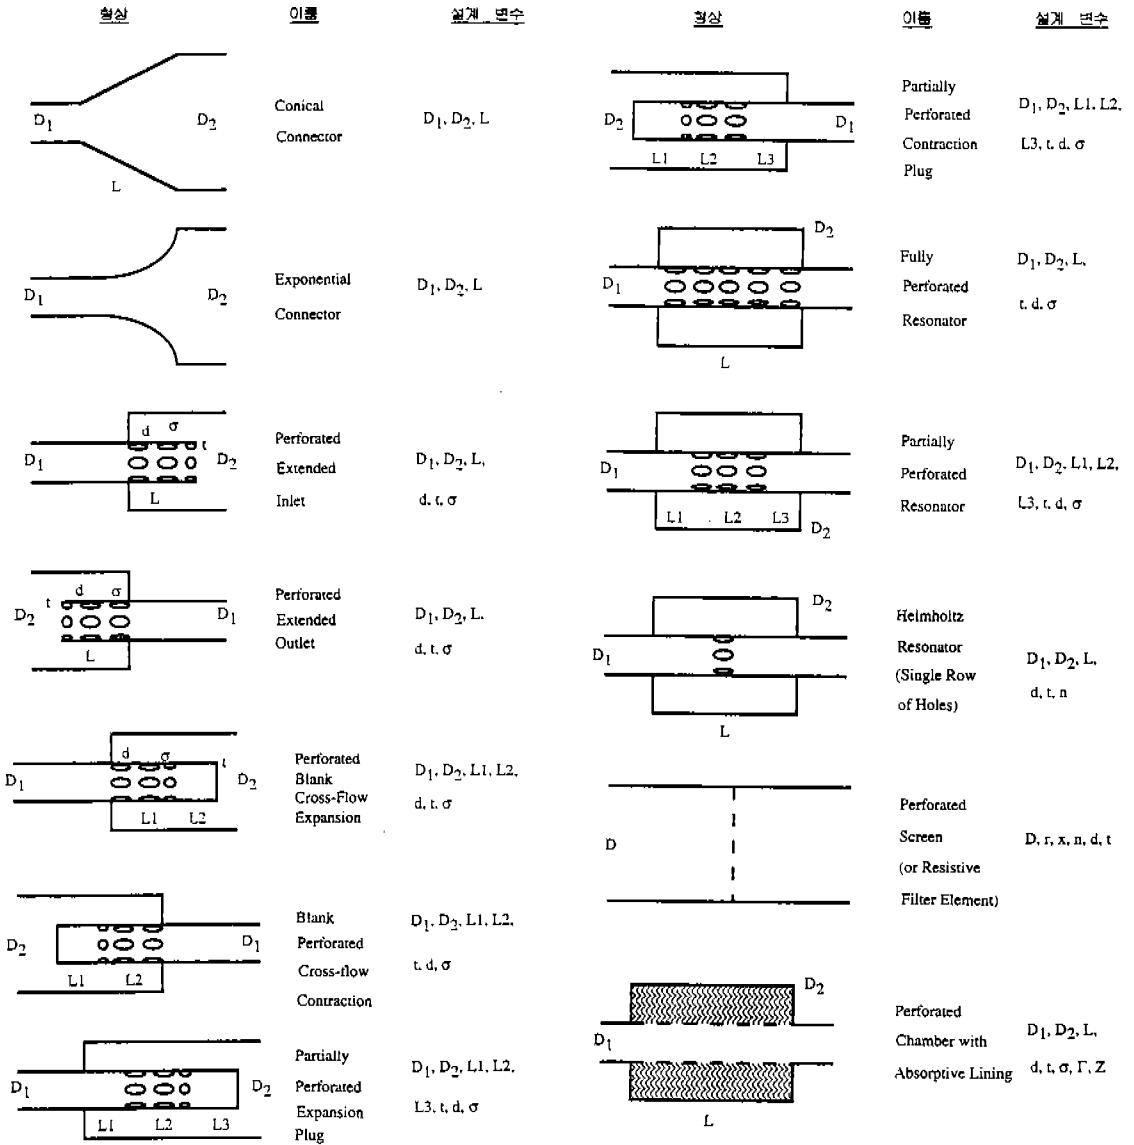 형상 이름 설계 변수
D1 D2 L
Conical
Connector
D1, D2, L
D1 D2
Exponential
Connector
D1, D2, L
d σ t
D1 D2
L
Perforated
Extended
Inlet
D1, D2, L,
d, t, σ
t d σ
D2 D1
L
Perforated
Extended
Outlet
D1, D2, L,
d, t, σ
d σ t
D1 D2
L1 L2
Perforated
Blank
Cross-Flow
Expansion
D1, D2, L1, L2,
d, t, σ
D2 D1
L1 L2
Blank
Perforated
Cross-flow
Contraction
D1, D2, L1, L2,
t, d, σ
D1 D2
L1 L2 L3
Partially
Perforated
Expansion
Plug
D1, D2, L1, L2,
L3, t, d, σ
형상 이름 설계 변수
D2 D1
L1 L2 L3
Partially
Perforated
Contraction
Plug
D1, D2, L1, L2,
L3, t, d, σ
D2
D1
L
Fully
Perforated
Resonator
D1, D2, L,
t, d, σ
D1
L1 L2 L3
D2
Partially
Perforated
Resonator
D1, D2, L1, L2,
L3, t, d, σ
D2
D1
L
Helmholtz
Resonator
(Single Row
of Holes)
D1, D2, L,
d, t, n
D
Perforated
Screen
(or Resistive
Filter Element)
D, r, x, n, d, t
D2
D1
L
Perforated
Chamber with
Absorptive Lining
D1, D2, L,
d, t, σ, Γ, Z